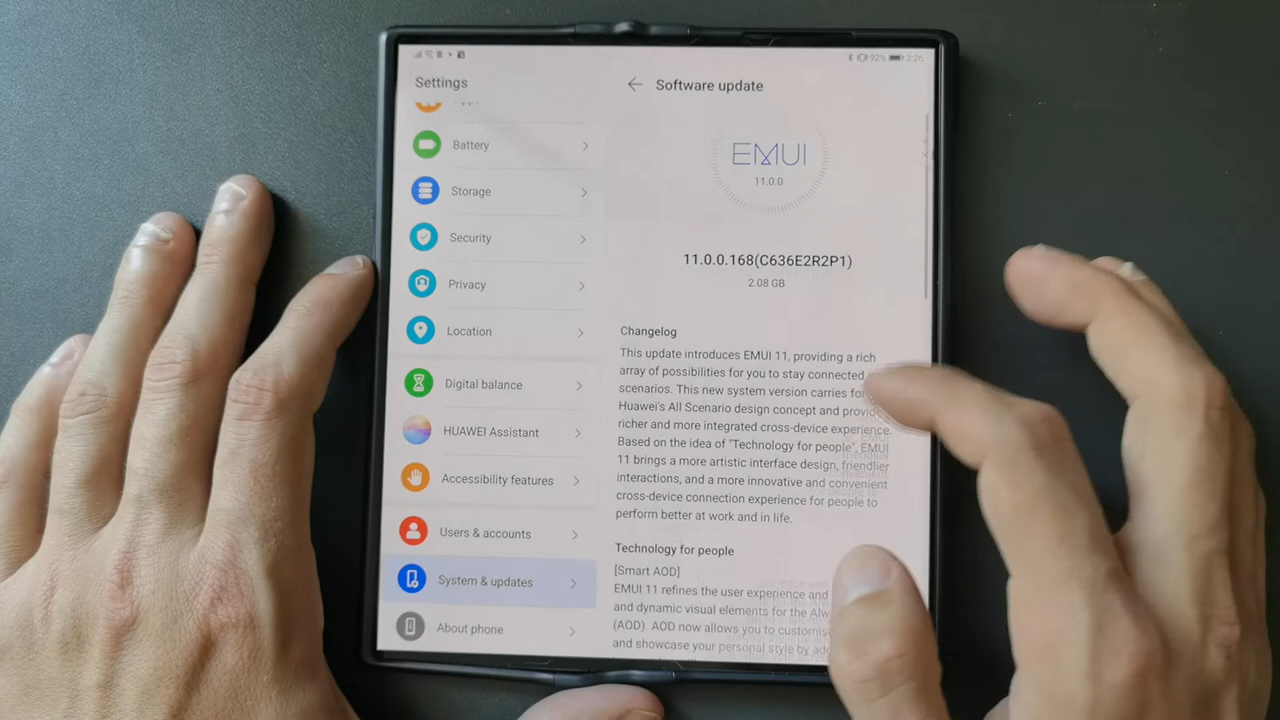 92% 2:26
Settings
Battery
Storage
Security
Privacy
Location
Digital balance
HUAWEI Assistant
Accessibility features
Users & accounts
System & updates
About phone
Software update
EMUI
11.0.0
11.0.0.168(C636E2R2P1)
2.08 GB
Changelog
This update introduces EMUI 11, providing a rich
array of possibilities for you to stay connected
scenarios. This new system version carries
Huawei's All Scenario design concept and
richer and more integrated cross-device experience.
Based on the idea of "Technology for people", EMUI
11 brings a more artistic interface design, friendlier
interactions, and a more innovative and convenient
cross-device connection experience for people to
perform better at work and in life.
Technology for people
[Smart AOD]
EMUI 11 refines the user experience and
and dynamic visual elements for the
(AOD). AOD now allows you to
and showcase your personal style by